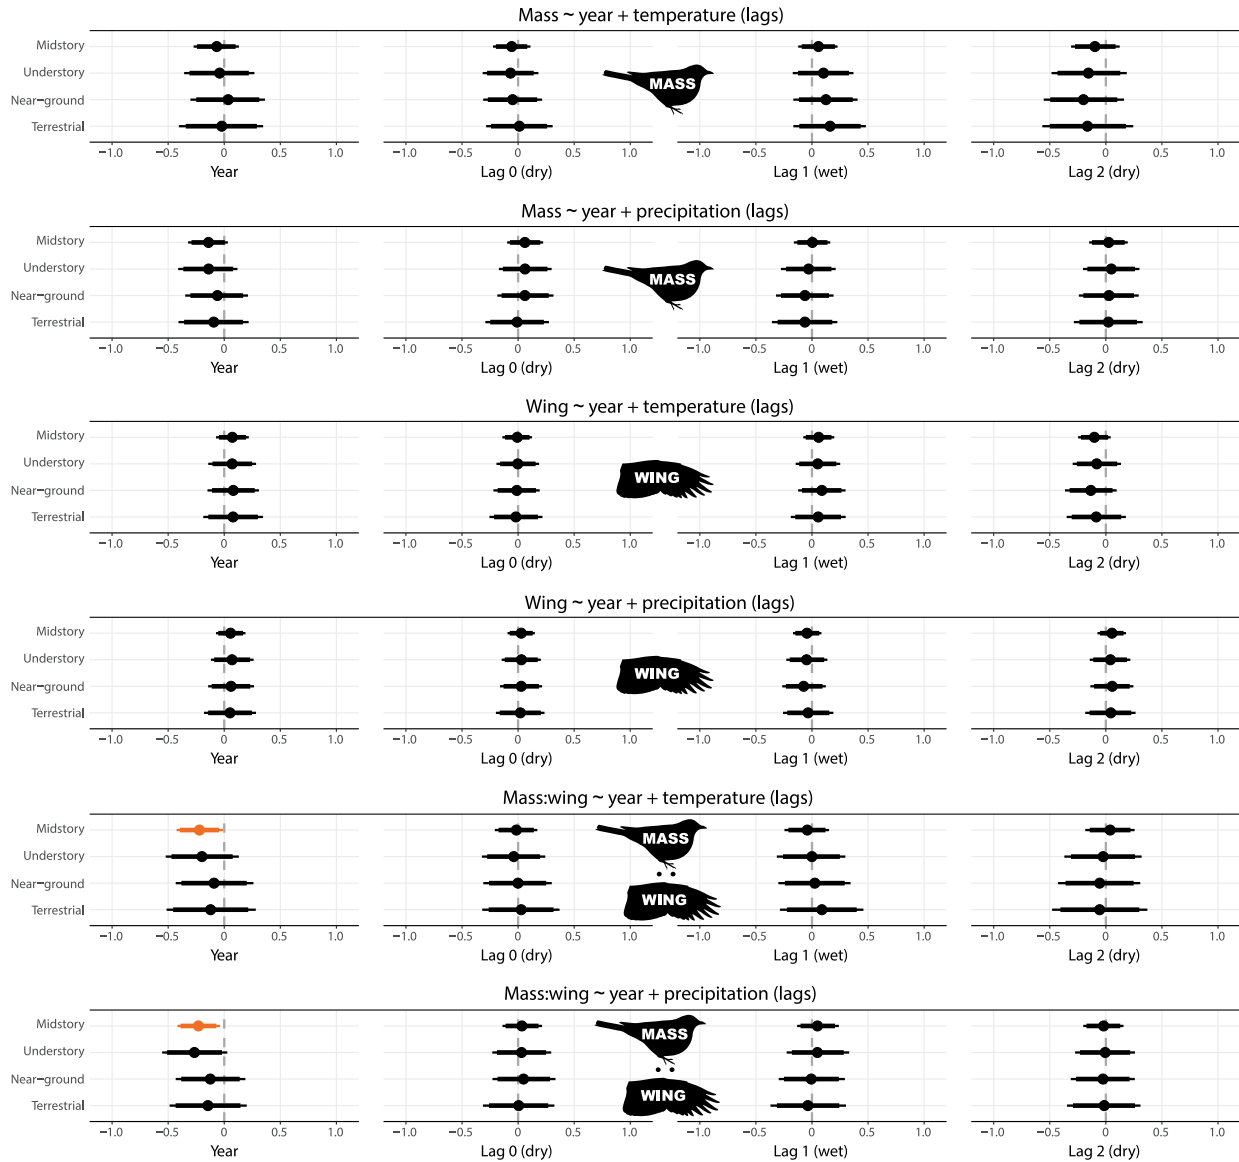 Mass ~ year + temperature (lags)
Midstory
Understory
Near−ground
Terrestrial
MASS
−1.0 −0.5 0 0.5 1.0 −1.0 −0.5 0 0.5 1.0 −1.0 −0.5 0 0.5 1.0 −1.0 −0.5 0 0.5 1.0
Year Lag 0 (dry) Lag 1 (wet) Lag 2 (dry)
Mass ~ year + precipitation (lags)
Midstory
Understory
Near−ground
Terrestrial
MASS
−1.0 −0.5 0 0.5 1.0 −1.0 −0.5 0 0.5 1.0 −1.0 −0.5 0 0.5 1.0 −1.0 −0.5 0 0.5 1.0
Year Lag 0 (dry) Lag 1 (wet) Lag 2 (dry)
Wing ~ year + temperature (lags)
Midstory
Understory
Near−ground
Terrestrial
WING
−1.0 −0.5 0 0.5 1.0 −1.0 −0.5 0 0.5 1.0 −1.0 −0.5 0 0.5 1.0 −1.0 −0.5 0 0.5 1.0
Year Lag 0 (dry) Lag 1 (wet) Lag 2 (dry)
Wing ~ year + precipitation (lags)
Midstory
Understory
Near−ground
Terrestrial
WING
−1.0 −0.5 0 0.5 1.0 −1.0 −0.5 0 0.5 1.0 −1.0 −0.5 0 0.5 1.0 −1.0 −0.5 0 0.5 1.0
Year Lag 0 (dry) Lag 1 (wet) Lag 2 (dry)
Mass:wing ~ year + temperature (lags)
Midstory
Understory
Near−ground
Terrestrial
MASS
WING
−1.0 −0.5 0 0.5 1.0 −1.0 −0.5 0 0.5 1.0 −1.0 −0.5 0 0.5 1.0 −1.0 −0.5 0 0.5 1.0
Year Lag 0 (dry) Lag 1 (wet) Lag 2 (dry)
Mass:wing ~ year + precipitation (lags)
Midstory
Understory
Near−ground
Terrestrial
MASS
WING
−1.0 −0.5 0 0.5 1.0 −1.0 −0.5 0 0.5 1.0 −1.0 −0.5 0 0.5 1.0 −1.0 −0.5 0 0.5 1.0
Year Lag 0 (dry) Lag 1 (wet) Lag 2 (dry)